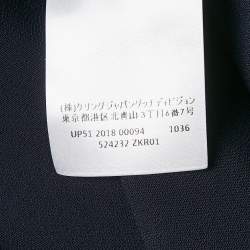 (株)ケリングジャパングッチディビジョン
東京都港区北青山3丁目6番7号
UP51 2018 00094 1036
524232 ZKR01